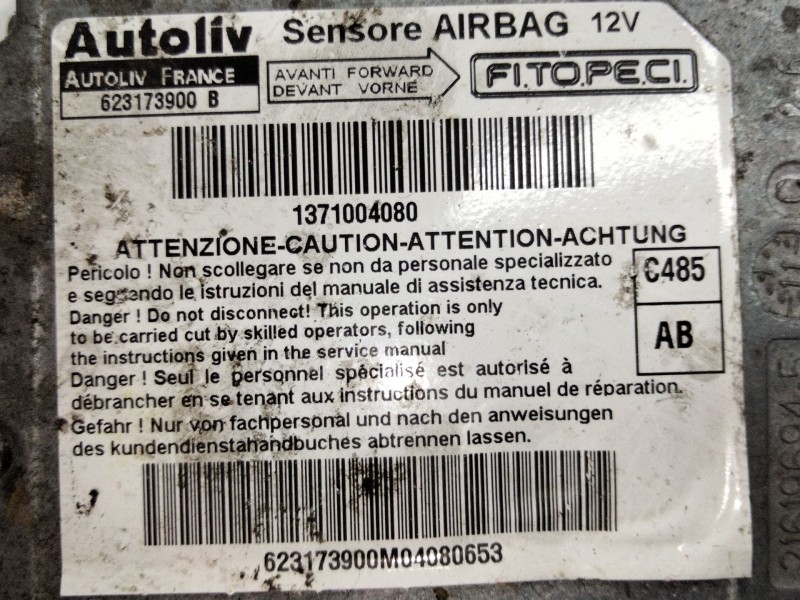 Autoliv Sensore AIRBAG 12V
AUTOLIV FRANCE
623173900 B
AVANTI FORWARD
DEVANT VORNE
FI.TO.PE.CI.
1371004080
ATTENZIONE-CAUTION-ATTENTION-ACHTUNG
Pericolo ! Non scollegare se non da personale specializzato
e seguendo le istruzioni del manuale di assistenza tecnica.
Danger ! Do not disconnect! This operation is only
to be carried cut by skilled operators, following
the instructions given in the service manual
Danger ! Seul le personnel spécialisé est autorisé à
débrancher en se tenant aux instructions du manuel de réparation.
Gefahr ! Nur von fachpersonal und nach den anweisungen
des kundendienstahandbuches abtrennen lassen.
C485
AB
623173900M04080653